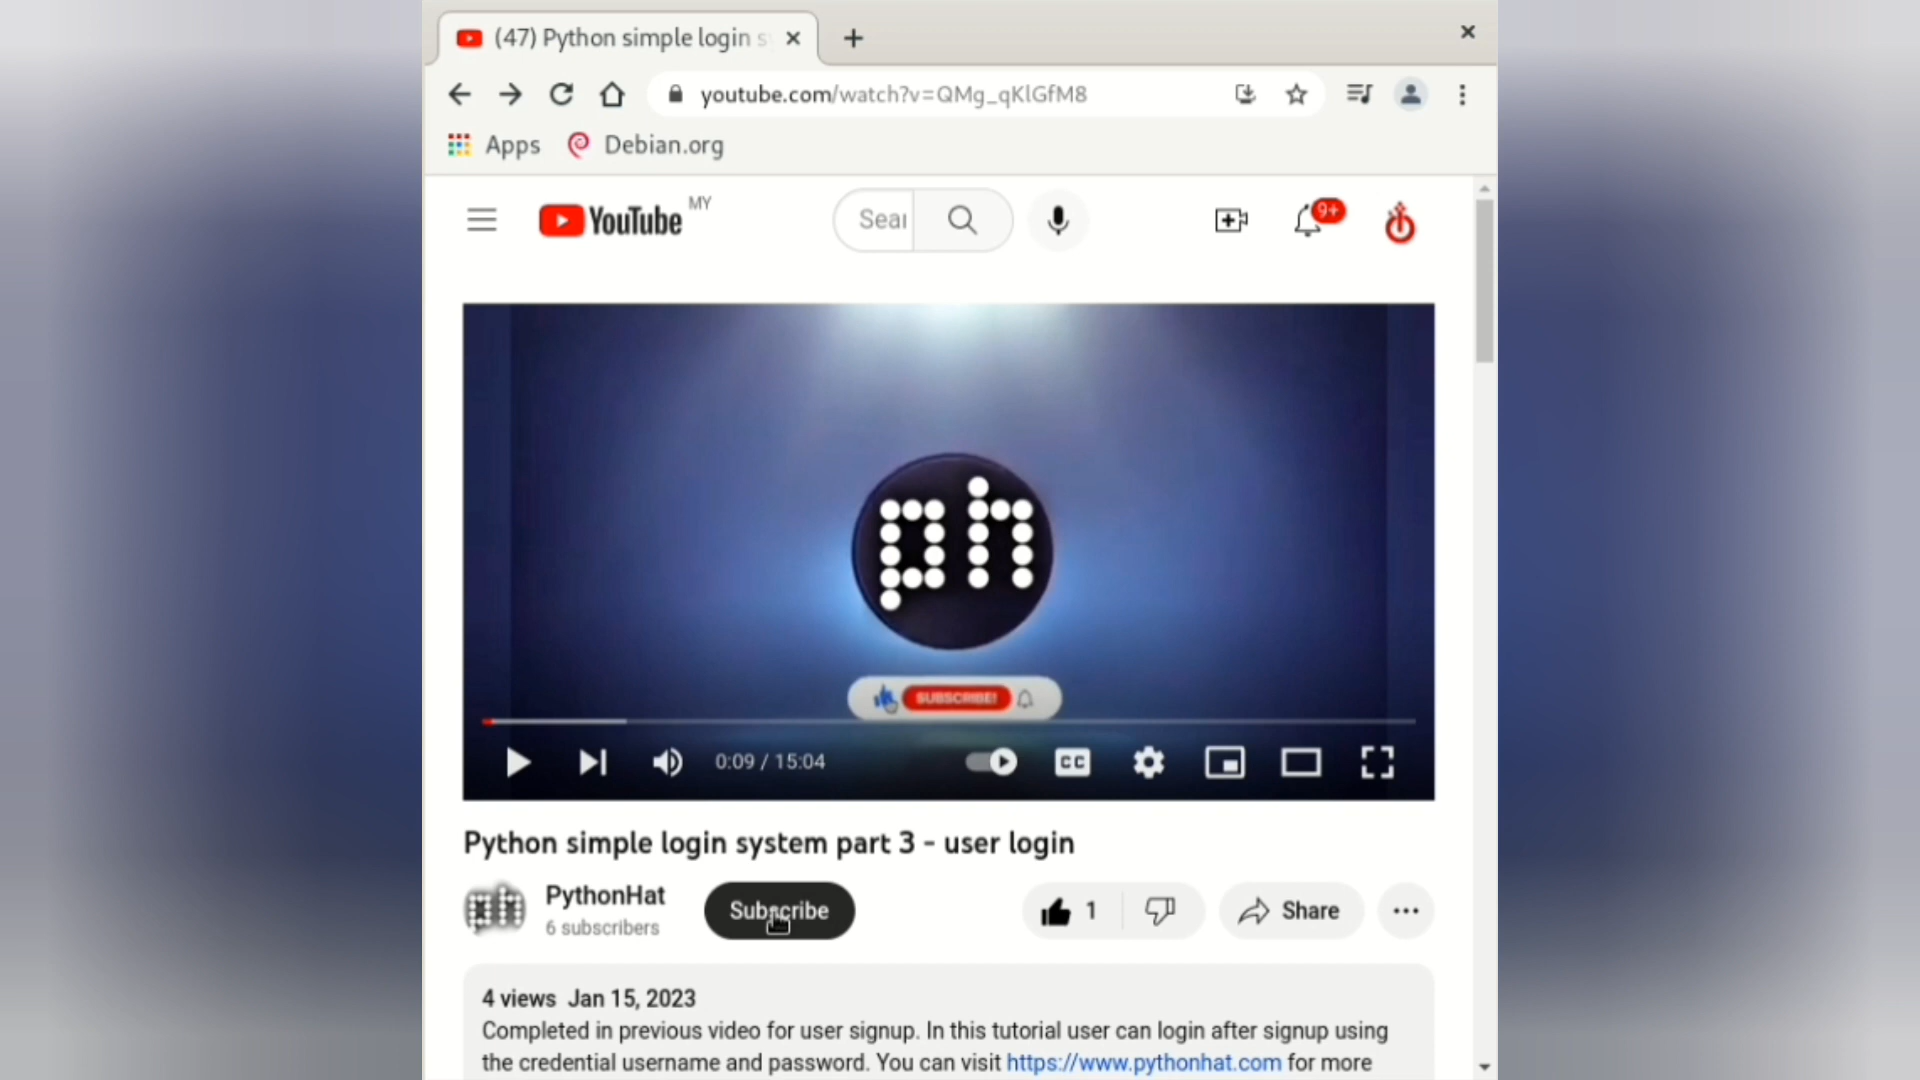 (47) Python simple login s
youtube.com/watch?v=QMg_qKlGfM8
Apps
Debian.org
YouTube MY
Sear
9+
ph
SUBSCRIBE!
0:09 / 15:04
CC
Python simple login system part 3 - user login
PythonHat
6 subscribers
Subscribe
1
Share
4 views Jan 15, 2023
Completed in previous video for user signup. In this tutorial user can login after signup using
the credential username and password. You can visit https://www.pythonhat.com for more